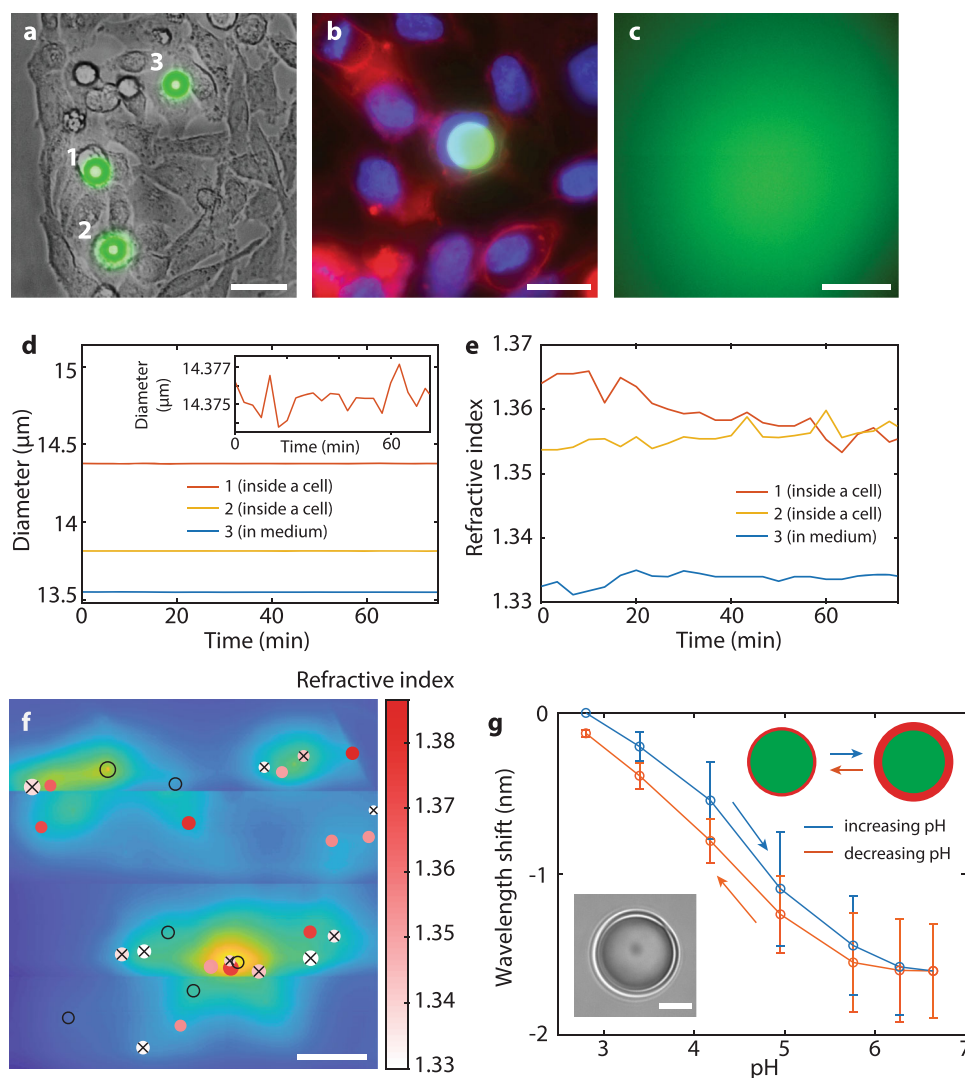 a
3
1
2
b
c
d
15
14.5
14
13.5
Diameter (µm)
0
20
40
60
Time (min)
14.377
14.375
Diameter
(µm)
0
60
Time (min)
1 (inside a cell)
2 (inside a cell)
3 (in medium)
e
1.37
1.36
1.35
1.34
1.33
Refractive index
0
20
40
60
Time (min)
1 (inside a cell)
2 (inside a cell)
3 (in medium)
f
Refractive index
1.38
1.37
1.36
1.35
1.34
1.33
g
0
-1
-2
Wavelength shift (nm)
increasing pH
decreasing pH
3
4
5
6
7
pH